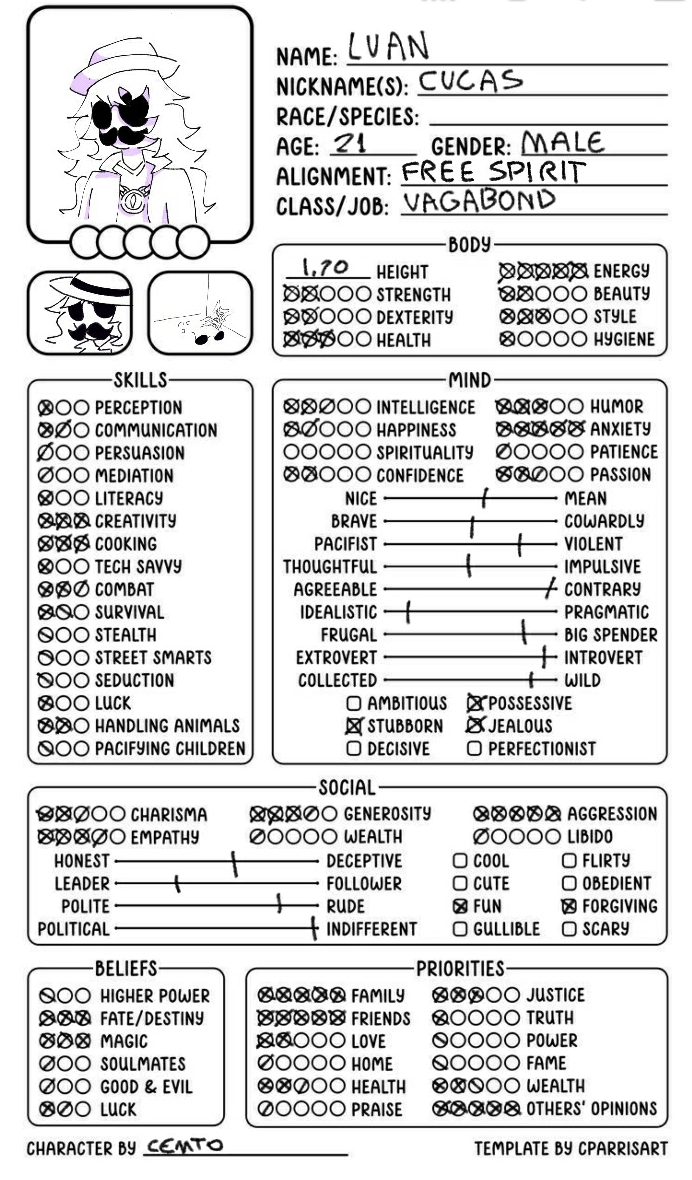 NAME: LUAN
NICKNAME(S): CUCAS
RACE/SPECIES:
AGE: 21 GENDER: MALE
ALIGNMENT: FREE SPIRIT
CLASS/JOB: VAGABOND
BODY
1,70 HEIGHT ENERGY
STRENGTH BEAUTY
DEXTERITY STYLE
HEALTH HYGIENE
SKILLS
PERCEPTION
COMMUNICATION
PERSUASION
MEDIATION
LITERACY
CREATIVITY
COOKING
TECH SAVVY
COMBAT
SURVIVAL
STEALTH
STREET SMARTS
SEDUCTION
LUCK
HANDLING ANIMALS
PACIFYING CHILDREN
MIND
INTELLIGENCE HUMOR
HAPPINESS ANXIETY
SPIRITUALITY PATIENCE
CONFIDENCE PASSION
NICE MEAN
BRAVE COWARDLY
PACIFIST VIOLENT
THOUGHTFUL IMPULSIVE
AGREEABLE CONTRARY
IDEALISTIC PRAGMATIC
FRUGAL BIG SPENDER
EXTROVERT INTROVERT
COLLECTED WILD
AMBITIOUS POSSESSIVE
STUBBORN JEALOUS
DECISIVE PERFECTIONIST
SOCIAL
CHARISMA GENEROSITY AGGRESSION
EMPATHY WEALTH LIBIDO
HONEST DECEPTIVE COOL FLIRTY
LEADER FOLLOWER CUTE OBEDIENT
POLITE RUDE FUN FORGIVING
POLITICAL INDIFFERENT GULLIBLE SCARY
BELIEFS
HIGHER POWER
FATE/DESTINY
MAGIC
SOULMATES
GOOD & EVIL
LUCK
PRIORITIES
FAMILY JUSTICE
FRIENDS TRUTH
LOVE POWER
HOME FAME
HEALTH WEALTH
PRAISE OTHERS' OPINIONS
CHARACTER BY CEMTO TEMPLATE BY CPARRISART